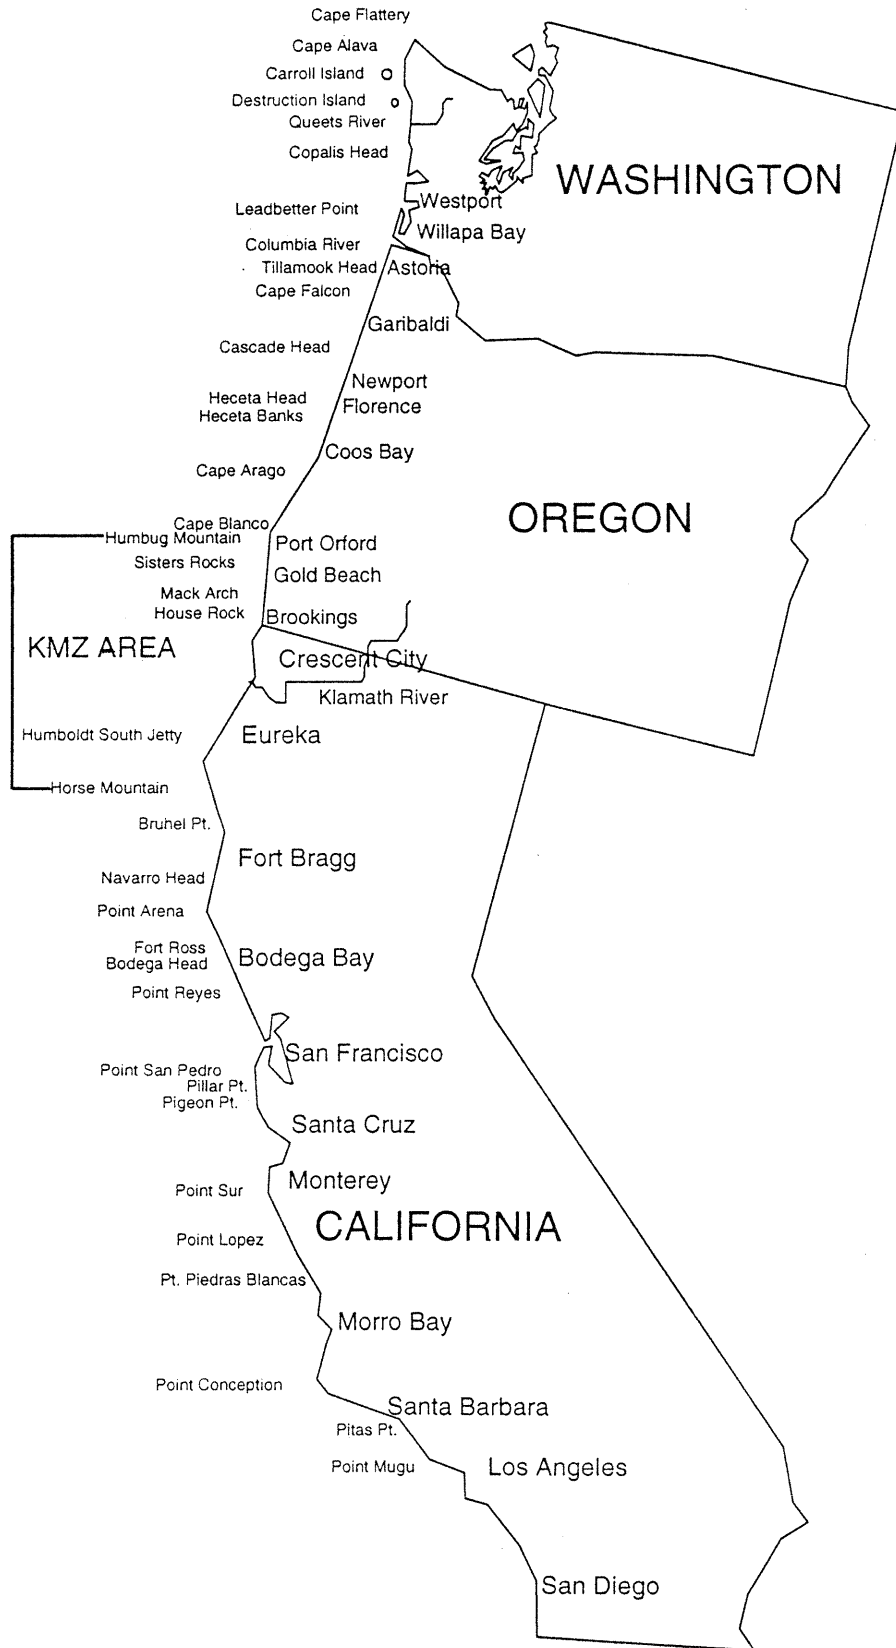 Cape Flattery
Cape Alava
Carroll Island
Destruction Island
Queets River
Copalis Head
WASHINGTON
Westport
Leadbetter Point
Willapa Bay
Columbia River
Tillamook Head
Astoria
Cape Falcon
Garibaldi
Cascade Head
Newport
Heceta Head
Florence
Heceta Banks
Coos Bay
Cape Arago
OREGON
Cape Blanco
Humbug Mountain
Port Orford
Sisters Rocks
Gold Beach
Mack Arch
House Rock
Brookings
KMZ AREA
Crescent City
Klamath River
Humboldt South Jetty
Eureka
Horse Mountain
Bruhel Pt.
Fort Bragg
Navarro Head
Point Arena
Fort Ross
Bodega Bay
Bodega Head
Point Reyes
San Francisco
Point San Pedro
Pillar Pt.
Pigeon Pt.
Santa Cruz
Monterey
Point Sur
CALIFORNIA
Point Lopez
Pt. Piedras Blancas
Morro Bay
Point Conception
Santa Barbara
Pitas Pt.
Point Mugu
Los Angeles
San Diego